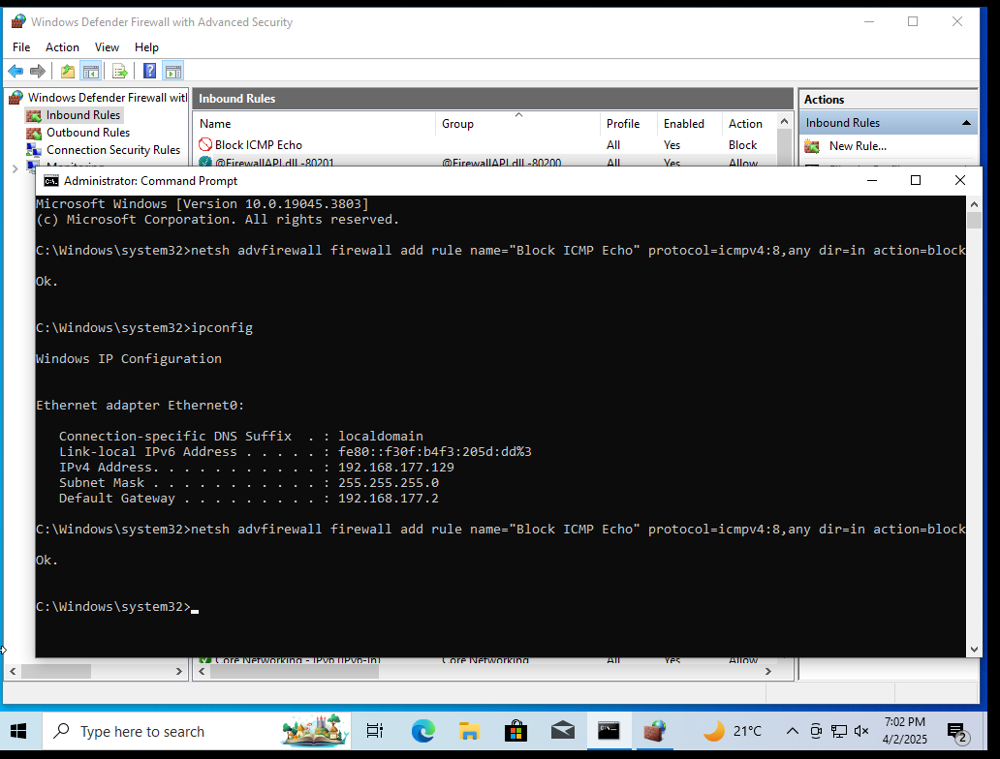 Windows Defender Firewall with Advanced Security
File Action View Help
Windows Defender Firewall with
Inbound Rules
Outbound Rules
Connection Security Rules
Monitoring
Inbound Rules
Name Group Profile Enabled Action
Block ICMP Echo All Yes Block
@FirewallAPI.dll,-80201 @FirewallAPI.dll,-80200 All Yes Allow
Actions
Inbound Rules
New Rule...
Administrator: Command Prompt
Microsoft Windows [Version 10.0.19045.3803]
(c) Microsoft Corporation. All rights reserved.
C:\Windows\system32>netsh advfirewall firewall add rule name="Block ICMP Echo" protocol=icmpv4:8,any dir=in action=block
Ok.
C:\Windows\system32>ipconfig
Windows IP Configuration
Ethernet adapter Ethernet0:
Connection-specific DNS Suffix . : localdomain
Link-local IPv6 Address . . . . . : fe80::f30f:b4f3:205d:dd%3
IPv4 Address. . . . . . . . . . . : 192.168.177.129
Subnet Mask . . . . . . . . . . . : 255.255.255.0
Default Gateway . . . . . . . . . : 192.168.177.2
C:\Windows\system32>netsh advfirewall firewall add rule name="Block ICMP Echo" protocol=icmpv4:8,any dir=in action=block
Ok.
C:\Windows\system32>
Core Networking - IPv6 (IPv6-In) Core Networking All Yes Allow
Type here to search
21°C
7:02 PM
4/2/2025
2